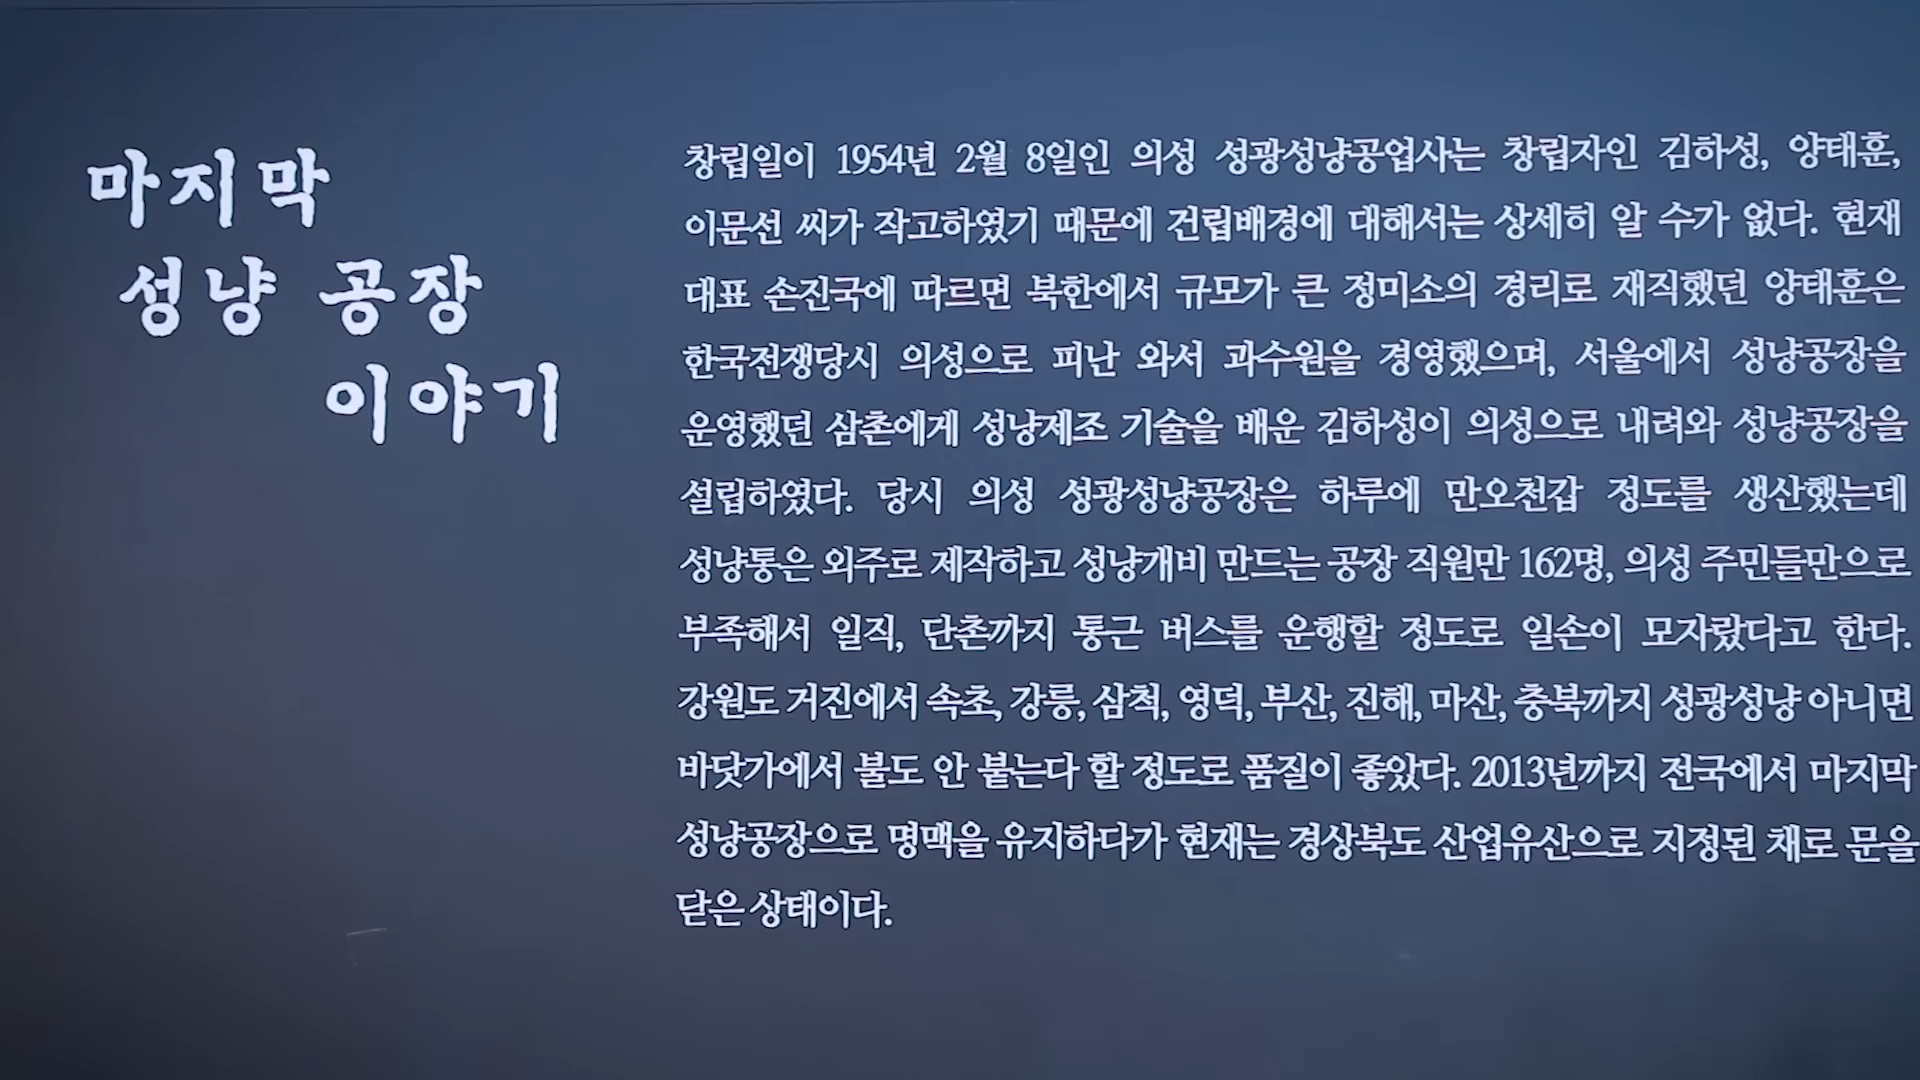 마지막
성냥 공장
이야기
창립일이 1954년 2월 8일인 의성 성광성냥공업사는 창립자인 김하성, 양태훈,
이문선 씨가 작고하였기 때문에 건립배경에 대해서는 상세히 알 수가 없다. 현재
대표 손진국에 따르면 북한에서 규모가 큰 정미소의 경리로 재직했던 양태훈은
한국전쟁당시 의성으로 피난 와서 과수원을 경영했으며, 서울에서 성냥공장을
운영했던 삼촌에게 성냥제조 기술을 배운 김하성이 의성으로 내려와 성냥공장을
설립하였다. 당시 의성 성광성냥공장은 하루에 만오천갑 정도를 생산했는데
성냥통은 외주로 제작하고 성냥개비 만드는 공장 직원만 162명, 의성 주민들만으로
부족해서 일직, 단촌까지 통근 버스를 운행할 정도로 일손이 모자랐다고 한다.
강원도 거진에서 속초, 강릉, 삼척, 영덕, 부산, 진해, 마산, 충북까지 성광성냥 아니면
바닷가에서 불도 안 붙는다 할 정도로 품질이 좋았다. 2013년까지 전국에서 마지막
성냥공장으로 명맥을 유지하다가 현재는 경상북도 산업유산으로 지정된 채로 문을
닫은 상태이다.